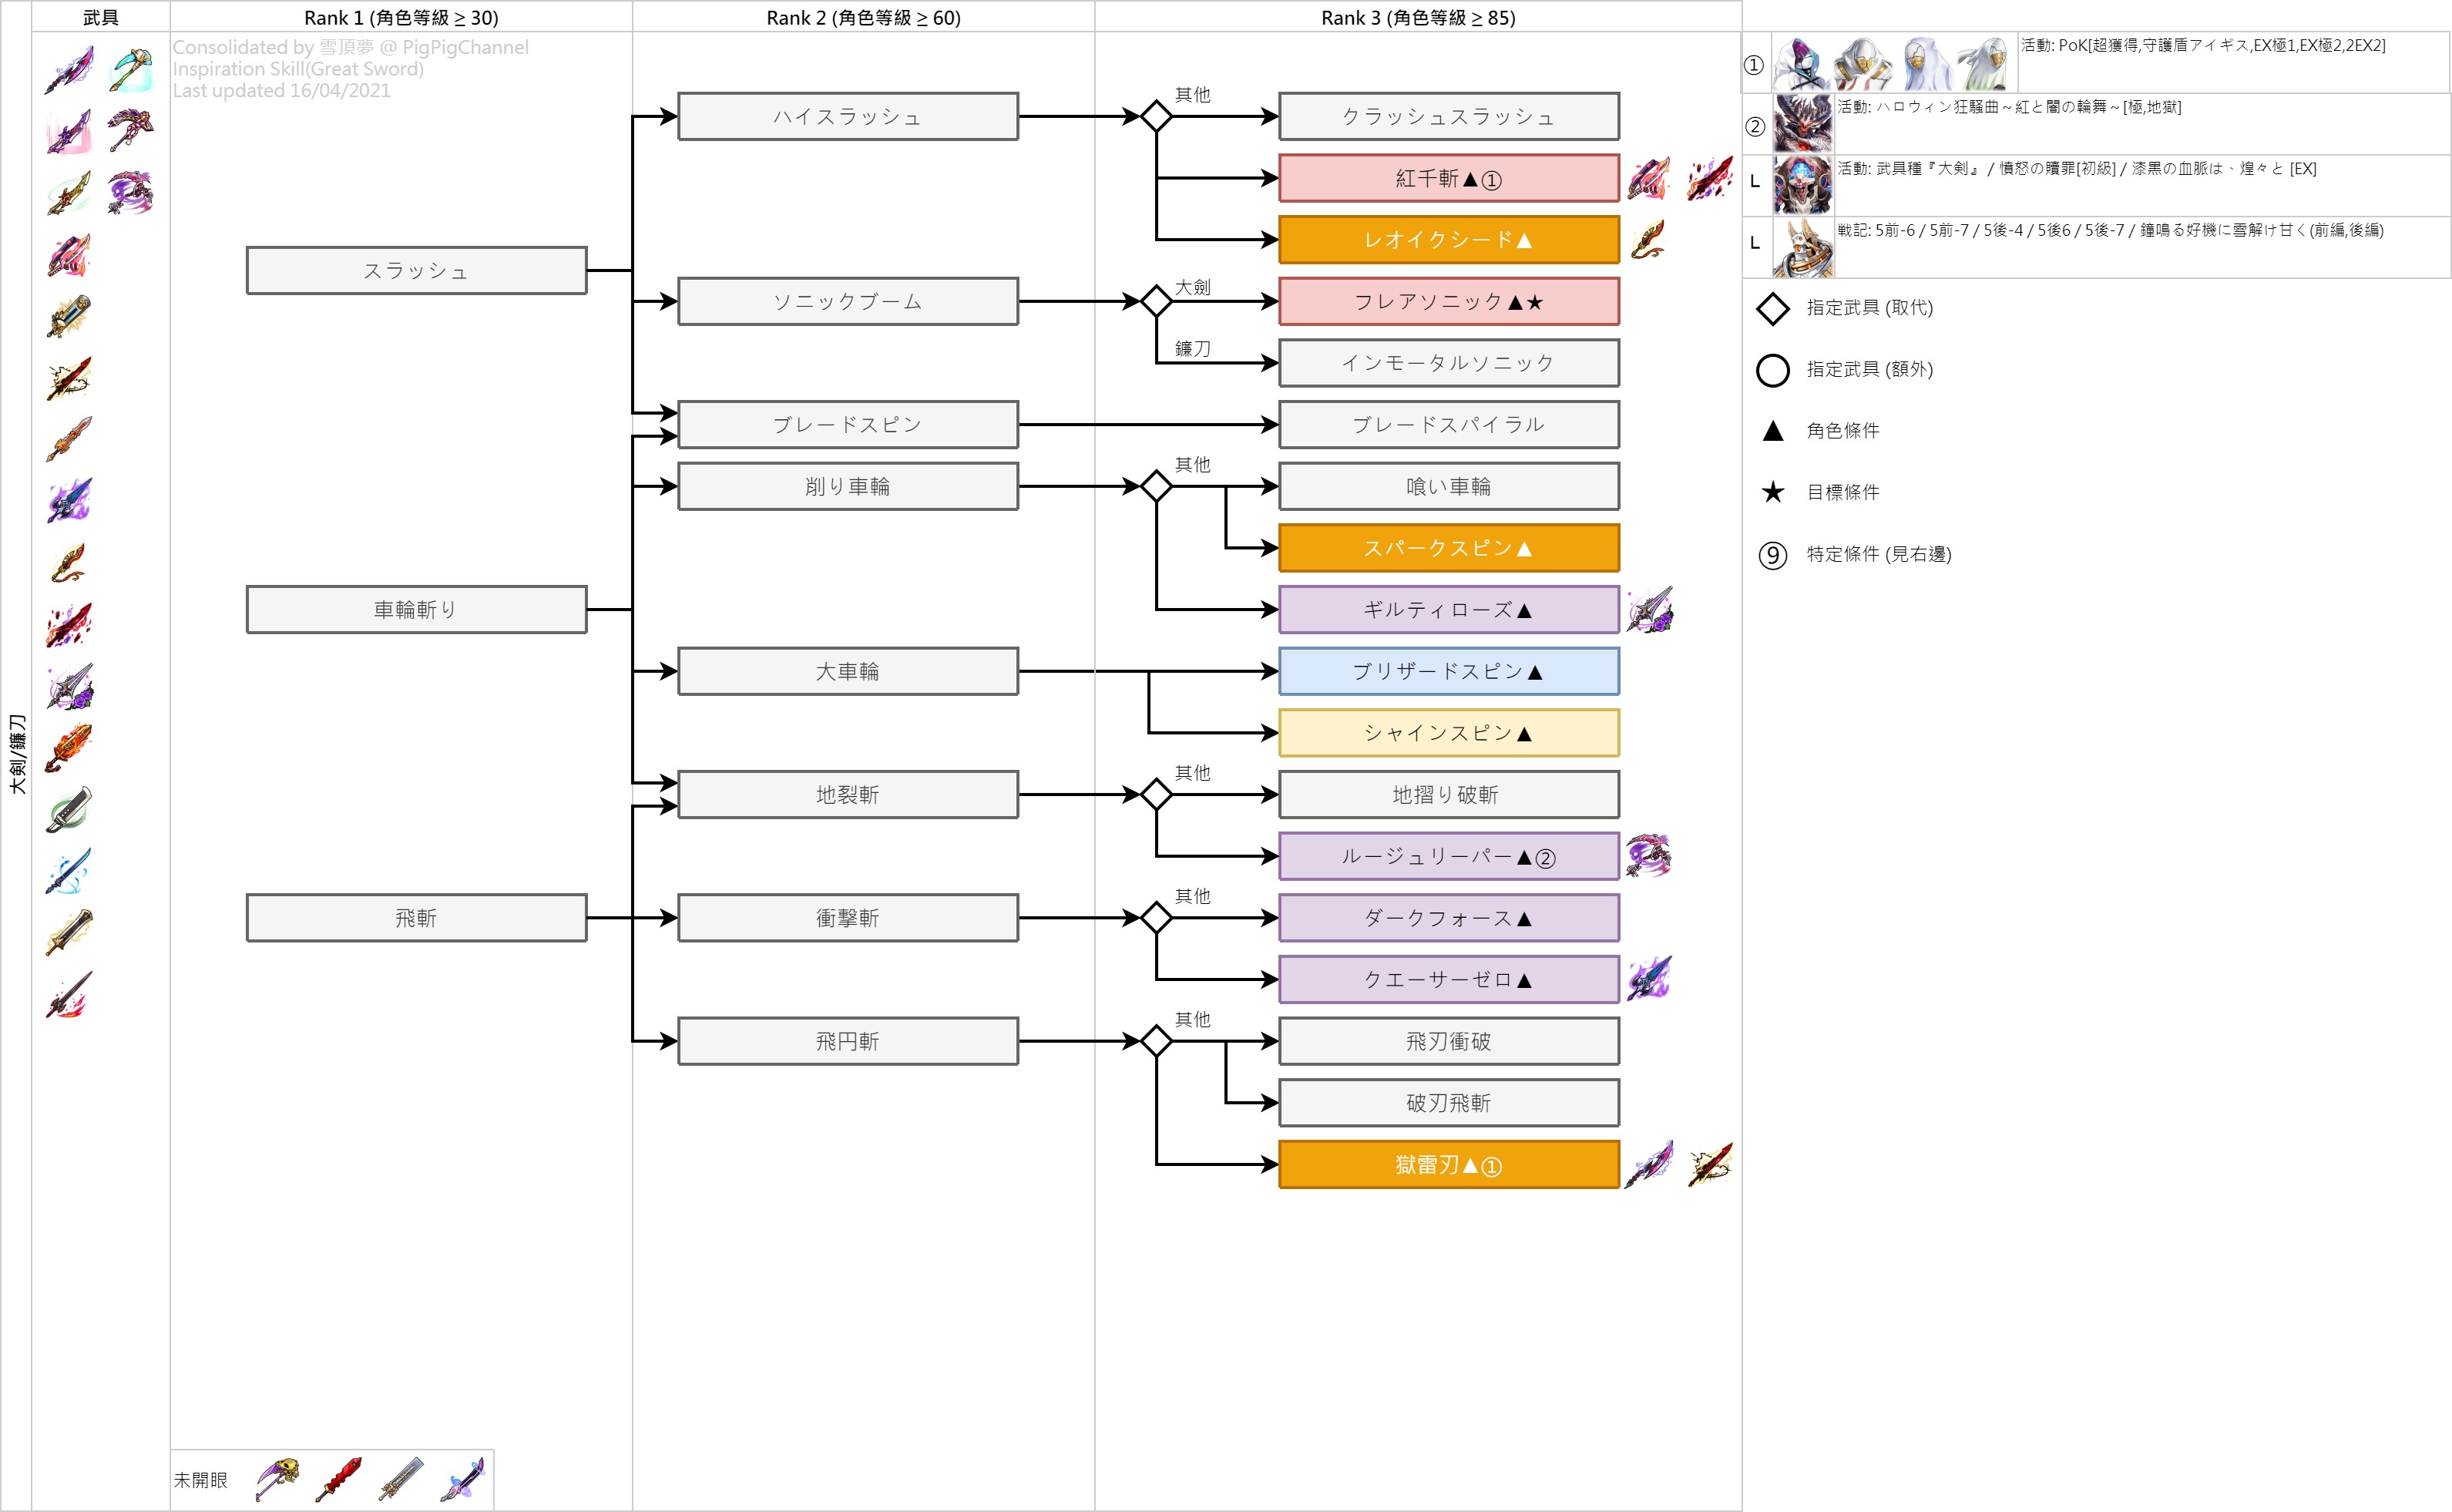 武具
Rank 1 (角色等級 ≥ 30)
Rank 2 (角色等級 ≥ 60)
Rank 3 (角色等級 ≥ 85)
Consolidated by 雪頂夢 @ PigPigChannel
Inspiration Skill(Great Sword)
Last updated 16/04/2021
大剣/鐮刀
スラッシュ
車輪斬り
飛斬
ハイスラッシュ
ソニックブーム
ブレードスピン
削り車輪
大車輪
地裂斬
衝撃斬
飛円斬
其他
クラッシュスラッシュ
紅千斬▲①
レオイクシード▲
大劍
フレアソニック▲★
鐮刀
インモータルソニック
ブレードスパイラル
其他
喰い車輪
スパークスピン▲
ギルティローズ▲
ブリザードスピン▲
シャインスピン▲
其他
地摺り破斬
ルージュリーパー▲②
其他
ダークフォース▲
クエーサーゼロ▲
其他
飛刃衝破
破刃飛斬
獄雷刃▲①
未開眼
① 活動: PoK[超獲得,守護盾アイギス,EX極1,EX極2,2EX2]
② 活動: ハロウィン狂騒曲～紅と闇の輪舞～[極,地獄]
L 活動: 武具種『大剣』 / 憤怒の贖罪[初級] / 漆黒の血脈は、煌々と [EX]
L 戦記: 5前-6 / 5前-7 / 5後-4 / 5後6 / 5後-7 / 鐘鳴る好機に雪解け甘く(前編,後編)
指定武具 (取代)
指定武具 (額外)
▲ 角色條件
★ 目標條件
⑨ 特定條件 (見右邊)